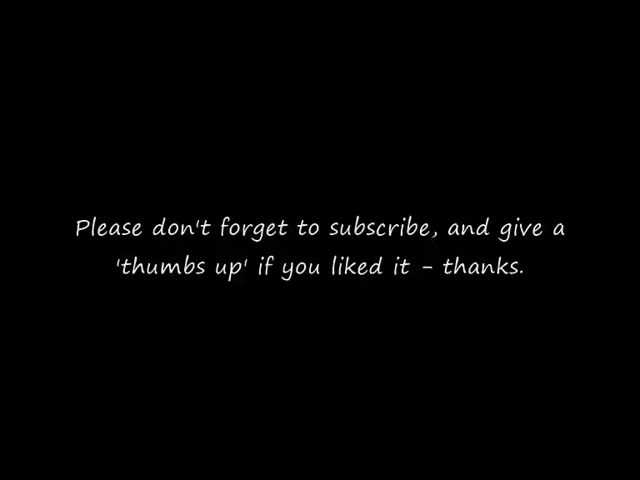 Please don't forget to subscribe, and give a
'thumbs up' if you liked it - thanks.